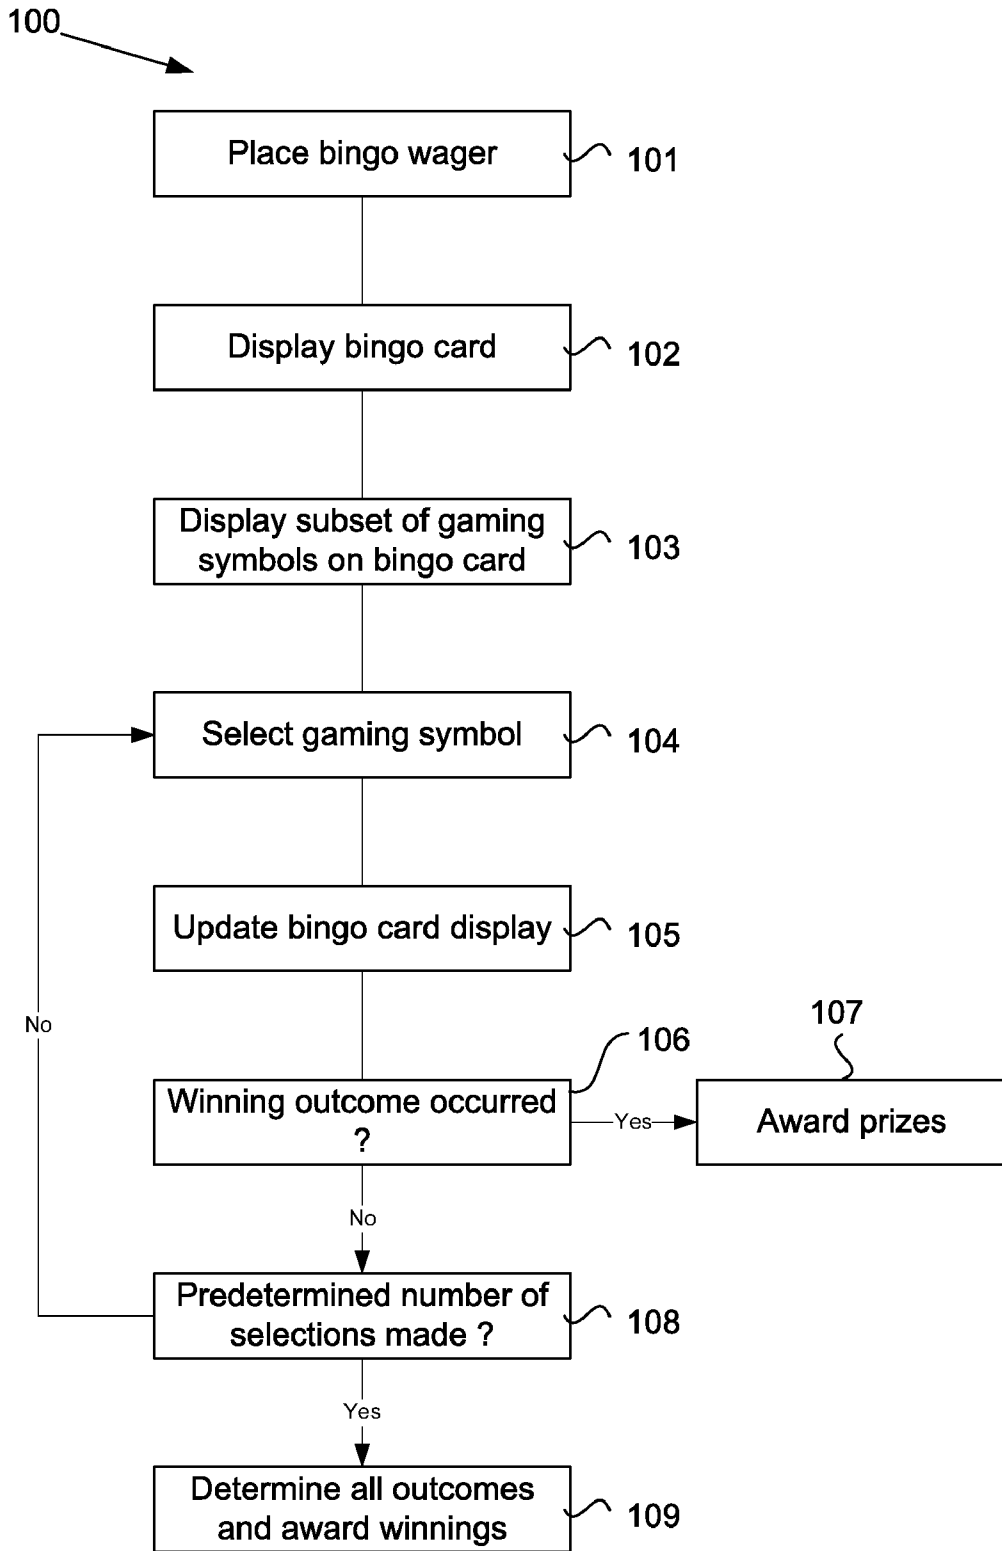 100
Place bingo wager
101
Display bingo card
102
Display subset of gaming
symbols on bingo card
103
Select gaming symbol
104
Update bingo card display
105
No
106
107
Winning outcome occurred
?
Yes
Award prizes
No
Predetermined number of
selections made ?
108
Yes
Determine all outcomes
and award winnings
109